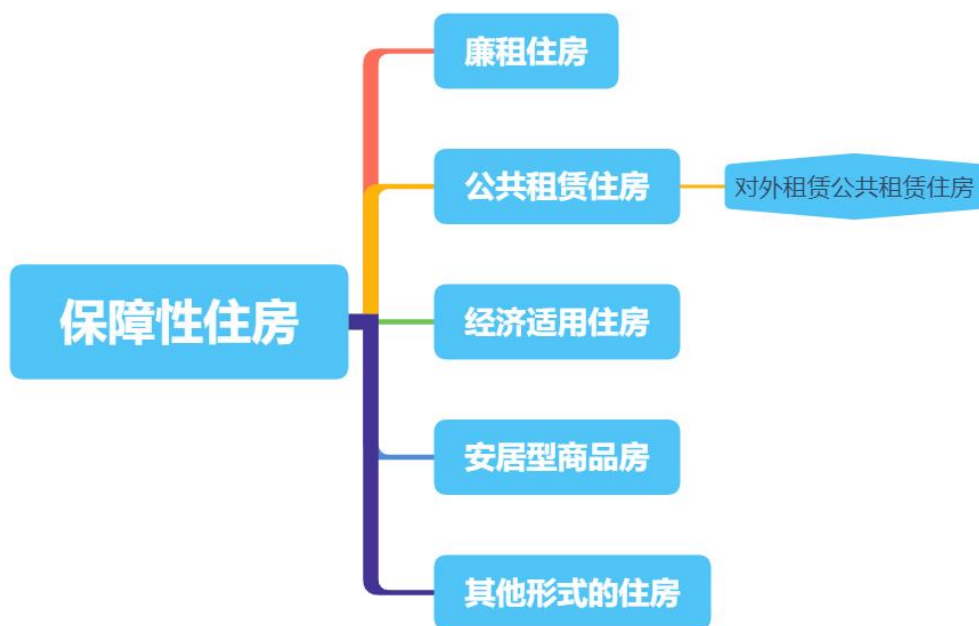 保障性住房
廉租住房
公共租赁住房
对外租赁公共租赁住房
经济适用住房
安居型商品房
其他形式的住房